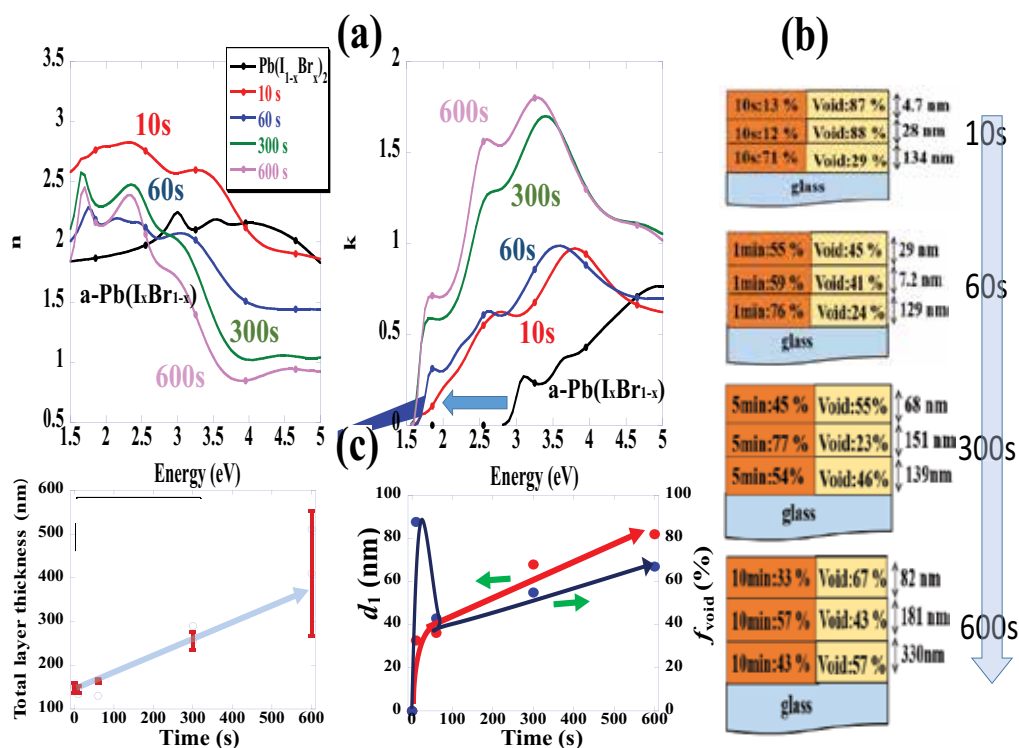 (a)
3.5
3
2.5
2
1.5
1
0.5
n
1.5 2 2.5 3 3.5 4 4.5 5
Energy (eV)
Pb(I1-xBrx)2
10 s
60 s
300 s
600 s
10s
60s
a-Pb(IxBr1-x)
300s
600s
2
1.5
1
0.5
0
k
1.5 2 2.5 3 3.5 4 4.5 5
Energy (eV)
600s
300s
60s
10s
a-Pb(IxBr1-x)
(b)
10s:13 % Void:87 % 4.7 nm
10s:12 % Void:88 % 28 nm
10s:71 % Void:29 % 134 nm
glass
10s
1min:55 % Void:45 % 29 nm
1min:59 % Void:41 % 7.2 nm
1min:76 % Void:24 % 129 nm
glass
60s
5min:45 % Void:55% 68 nm
5min:77 % Void:23% 151 nm
5min:54% Void:46% 139nm
glass
300s
10min:33 % Void:67 % 82 nm
10min:57 % Void:43 % 181 nm
10min:43 % Void:57 % 330nm
glass
600s
(c)
Total layer thickness (nm)
600
500
400
300
200
100
0 100 200 300 400 500 600
Time (s)
d1 (nm)
100
80
60
40
20
0
0 100 200 300 400 500 600
Time (s)
100
80
60
40
20
0
fvoid (%)